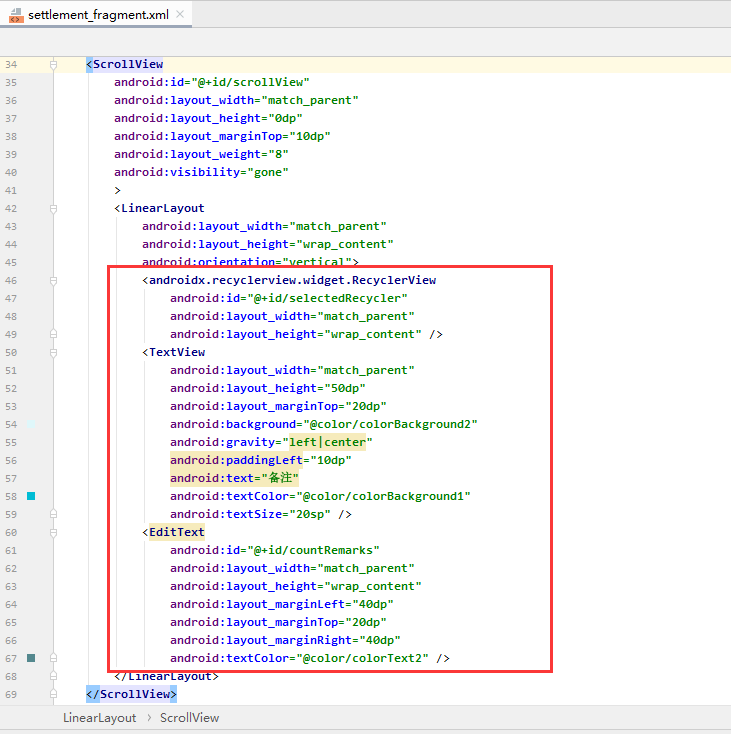 settlement_fragment.xml
34 <ScrollView
35 android:id="@+id/scrollView"
36 android:layout_width="match_parent"
37 android:layout_height="0dp"
38 android:layout_marginTop="10dp"
39 android:layout_weight="8"
40 android:visibility="gone"
41 >
42 <LinearLayout
43 android:layout_width="match_parent"
44 android:layout_height="wrap_content"
45 android:orientation="vertical">
46 <androidx.recyclerview.widget.RecyclerView
47 android:id="@+id/selectedRecycler"
48 android:layout_width="match_parent"
49 android:layout_height="wrap_content" />
50 <TextView
51 android:layout_width="match_parent"
52 android:layout_height="50dp"
53 android:layout_marginTop="20dp"
54 android:background="@color/colorBackground2"
55 android:gravity="left|center"
56 android:paddingLeft="10dp"
57 android:text="备注"
58 android:textColor="@color/colorBackground1"
59 android:textSize="20sp" />
60 <EditText
61 android:id="@+id/countRemarks"
62 android:layout_width="match_parent"
63 android:layout_height="wrap_content"
64 android:layout_marginLeft="40dp"
65 android:layout_marginTop="20dp"
66 android:layout_marginRight="40dp"
67 android:textColor="@color/colorText2" />
68 </LinearLayout>
69 </ScrollView>
LinearLayout › ScrollView